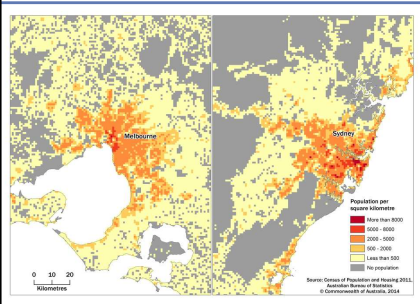 Melbourne
Sydney
Population per
square kilometre
More than 8000
5000 - 8000
2000 - 5000
500 - 2000
Less than 500
No population
0 10 20
Kilometres
Source: Census of Population and Housing 2011,
Australian Bureau of Statistics
© Commonwealth of Australia, 2014